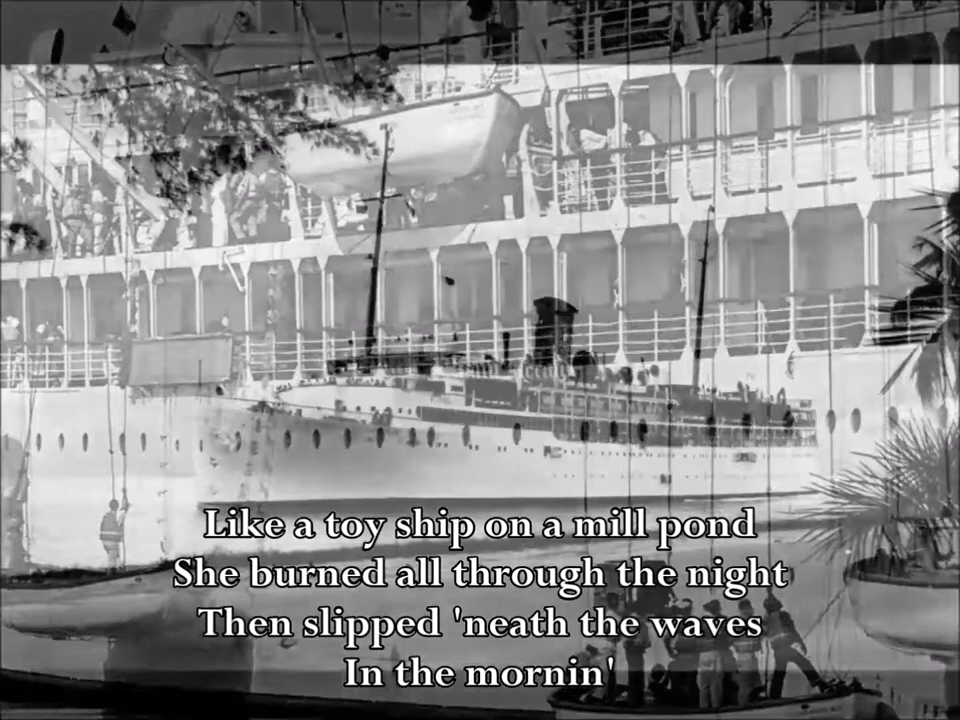 Like a toy ship on a mill pond
She burned all through the night
Then slipped 'neath the waves
In the mornin'